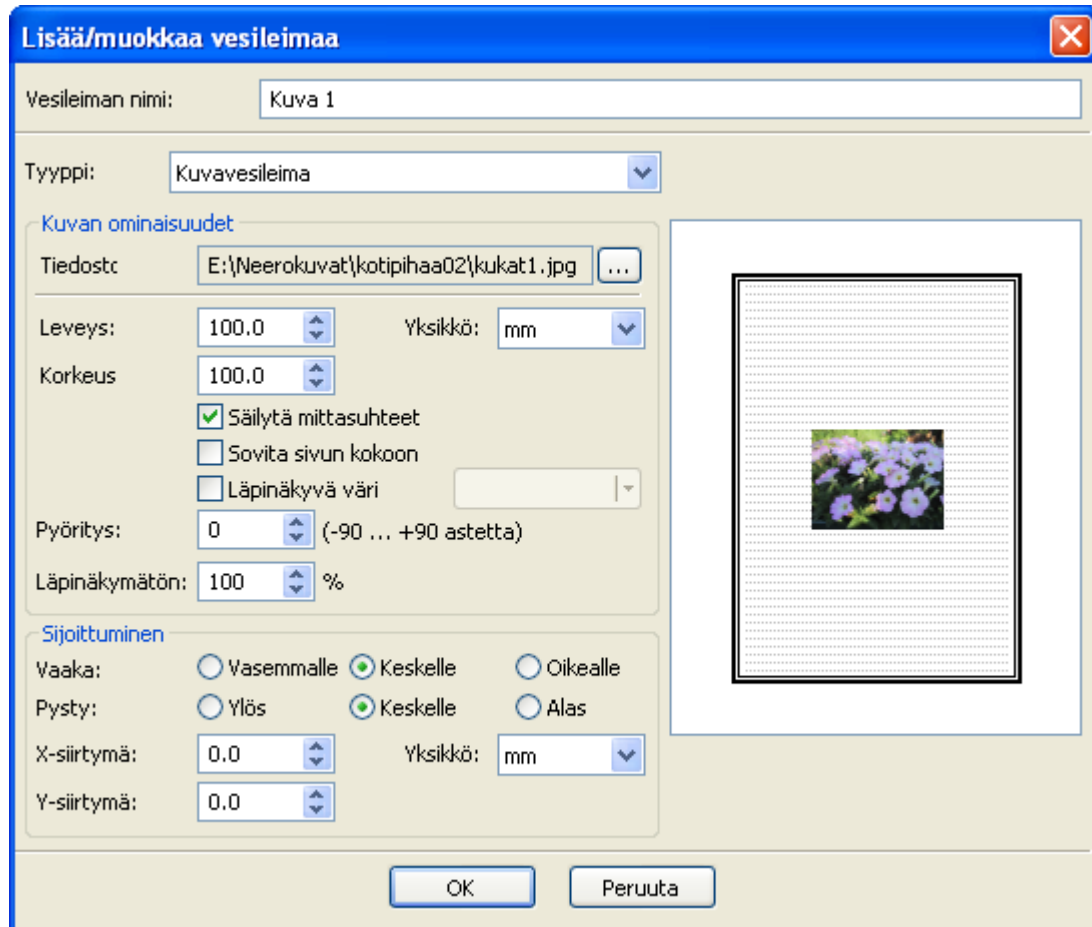 Lisää/muokkaa vesileimaa
Vesileiman nimi: Kuva 1
Tyyppi: Kuvavesileima
Kuvan ominaisuudet
Tiedosto E:\Neerokuvat\kotipihaa02\kukat1.jpg ...
Leveys: 100.0 Yksikkö: mm
Korkeus 100.0
Säilytä mittasuhteet
Sovita sivun kokoon
Läpinäkyvä väri
Pyöritys: 0 (-90 ... +90 astetta)
Läpinäkymätön: 100 %
Sijoittuminen
Vaaka: Vasemmalle Keskelle Oikealle
Pysty: Ylös Keskelle Alas
X-siirtymä: 0.0 Yksikkö: mm
Y-siirtymä: 0.0
OK Peruuta